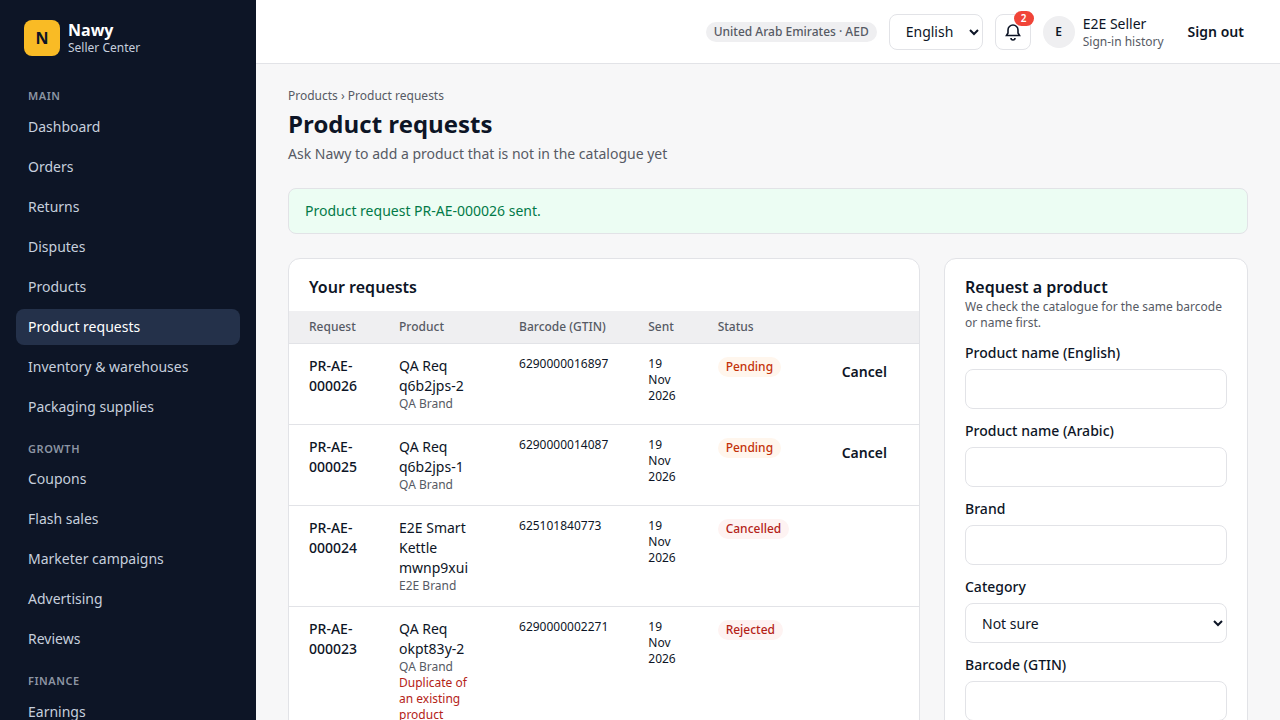 N
Nawy
Seller Center
MAIN
Dashboard
Orders
Returns
Disputes
Products
Product requests
Inventory & warehouses
Packaging supplies
GROWTH
Coupons
Flash sales
Marketer campaigns
Advertising
Reviews
FINANCE
Earnings
United Arab Emirates · AED
English
2
E
E2E Seller
Sign-in history
Sign out
Products › Product requests
Product requests
Ask Nawy to add a product that is not in the catalogue yet
Product request PR-AE-000026 sent.
Your requests
Request Product Barcode (GTIN) Sent Status
PR-AE-
000026
QA Req
q6b2jps-2
QA Brand
6290000016897
19
Nov
2026
Pending
Cancel
PR-AE-
000025
QA Req
q6b2jps-1
QA Brand
6290000014087
19
Nov
2026
Pending
Cancel
PR-AE-
000024
E2E Smart
Kettle
mwnp9xui
E2E Brand
625101840773
19
Nov
2026
Cancelled
PR-AE-
000023
QA Req
okpt83y-2
QA Brand
Duplicate of
an existing
product
6290000002271
19
Nov
2026
Rejected
Request a product
We check the catalogue for the same barcode
or name first.
Product name (English)
Product name (Arabic)
Brand
Category
Not sure
Barcode (GTIN)